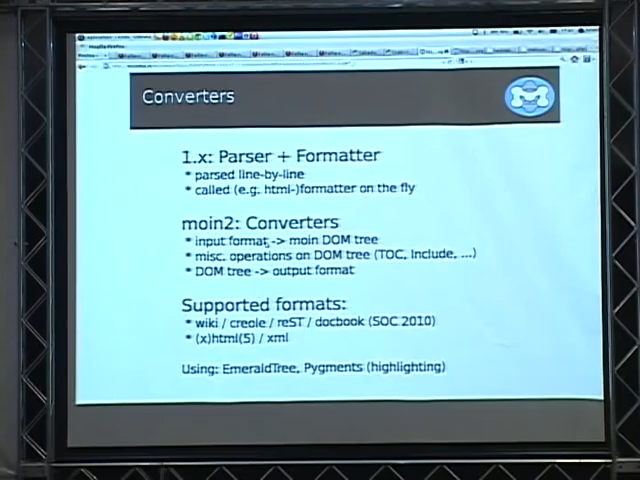 Converters
1.x: Parser + Formatter
* parsed line-by-line
* called (e.g. html-)formatter on the fly
moin2: Converters
* input format -> moin DOM tree
* misc. operations on DOM tree (TOC, Include, ...)
* DOM tree -> output format
Supported formats:
* wiki / creole / reST / docbook (SOC 2010)
* (x)html(5) / xml
Using: EmeraldTree, Pygments (highlighting)